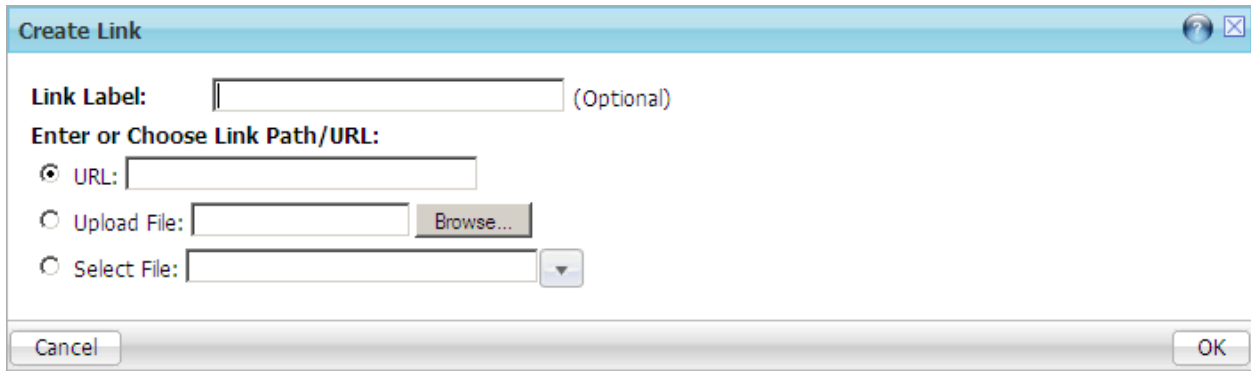 Create Link
Link Label: (Optional)
Enter or Choose Link Path/URL:
URL:
Upload File: Browse...
Select File:
Cancel OK